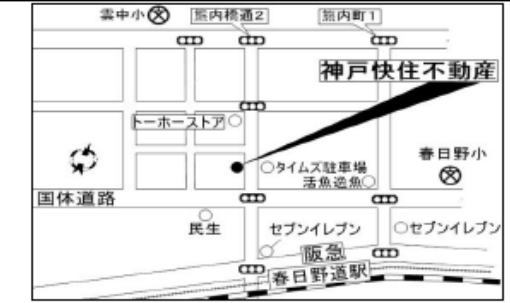 雲中小
熊内橋通2
熊内町1
神戸快住不動産
トーホーストア
タイムズ駐車場
活魚造魚
春日野小
国体道路
民生
セブンイレブン
セブンイレブン
阪急
春日野道駅